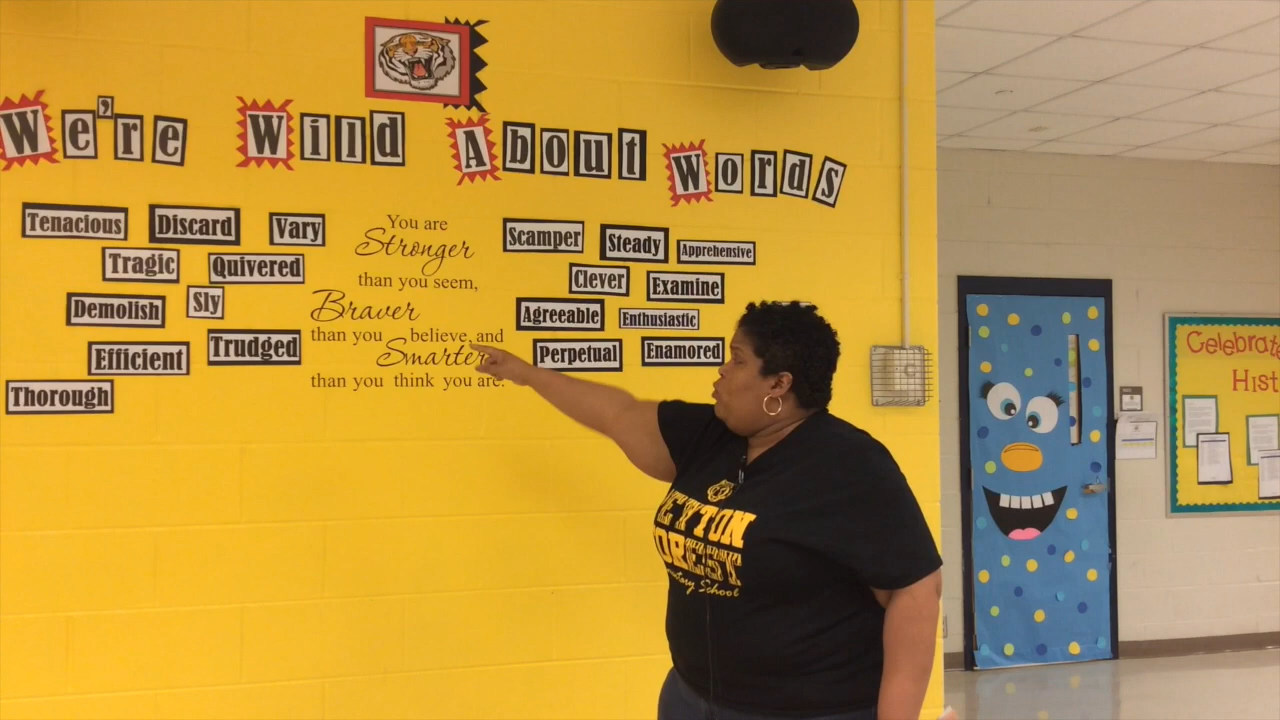 We're Wild About Words
Tenacious
Discard
Vary
Tragic
Quivered
Demolish
Sly
Efficient
Trudged
Thorough
You are
Stronger
than you seem,
Braver
than you believe, and
Smarter
than you think you are.
Scamper
Steady
Apprehensive
Clever
Examine
Agreeable
Enthusiastic
Perpetual
Enamored
School
Celebrat
Hist